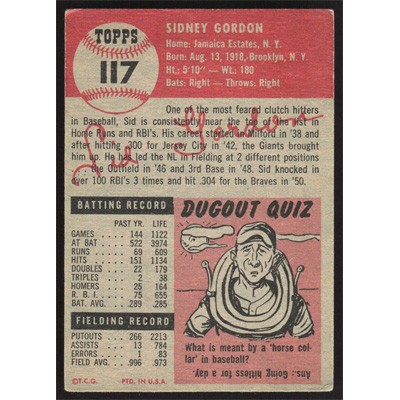 TOPPS
117
SIDNEY GORDON
Home: Jamaica Estates, N. Y.
Born: Aug. 13, 1918, Brooklyn, N. Y.
Ht.: 5'10" — Wt.: 180
Bats: Right — Throws: Right
One of the most feared clutch hitters
in Baseball, Sid is consistently near the top of the list in
Home Runs and RBI's. His career started in Milford in '38 and
after hitting .300 for Jersey City in '42, the Giants brought
him up. He led the NL in Fielding at 2 different positions
the Outfield in '46 and 3rd Base in '48. Sid knocked in
over 100 RBI's 3 times and hit .304 for the Braves in '50.
Sid Gordon
BATTING RECORD
PAST YR. LIFE
GAMES 144 1122
AT BAT 522 3974
RUNS 69 609
HITS 151 1134
DOUBLES 22 179
TRIPLES 2 38
HOMERS 25 164
R. B. I. 75 655
BAT. AVG. .289 .285
FIELDING RECORD
PUTOUTS 266 2213
ASSISTS 13 784
ERRORS 1 83
FIELD AVG. .996 .973
©T.C.G. PTD. IN U.S.A.
DUGOUT QUIZ
What is meant by a 'horse col-
lar' in baseball?
Ans.: Going hitless for a day.